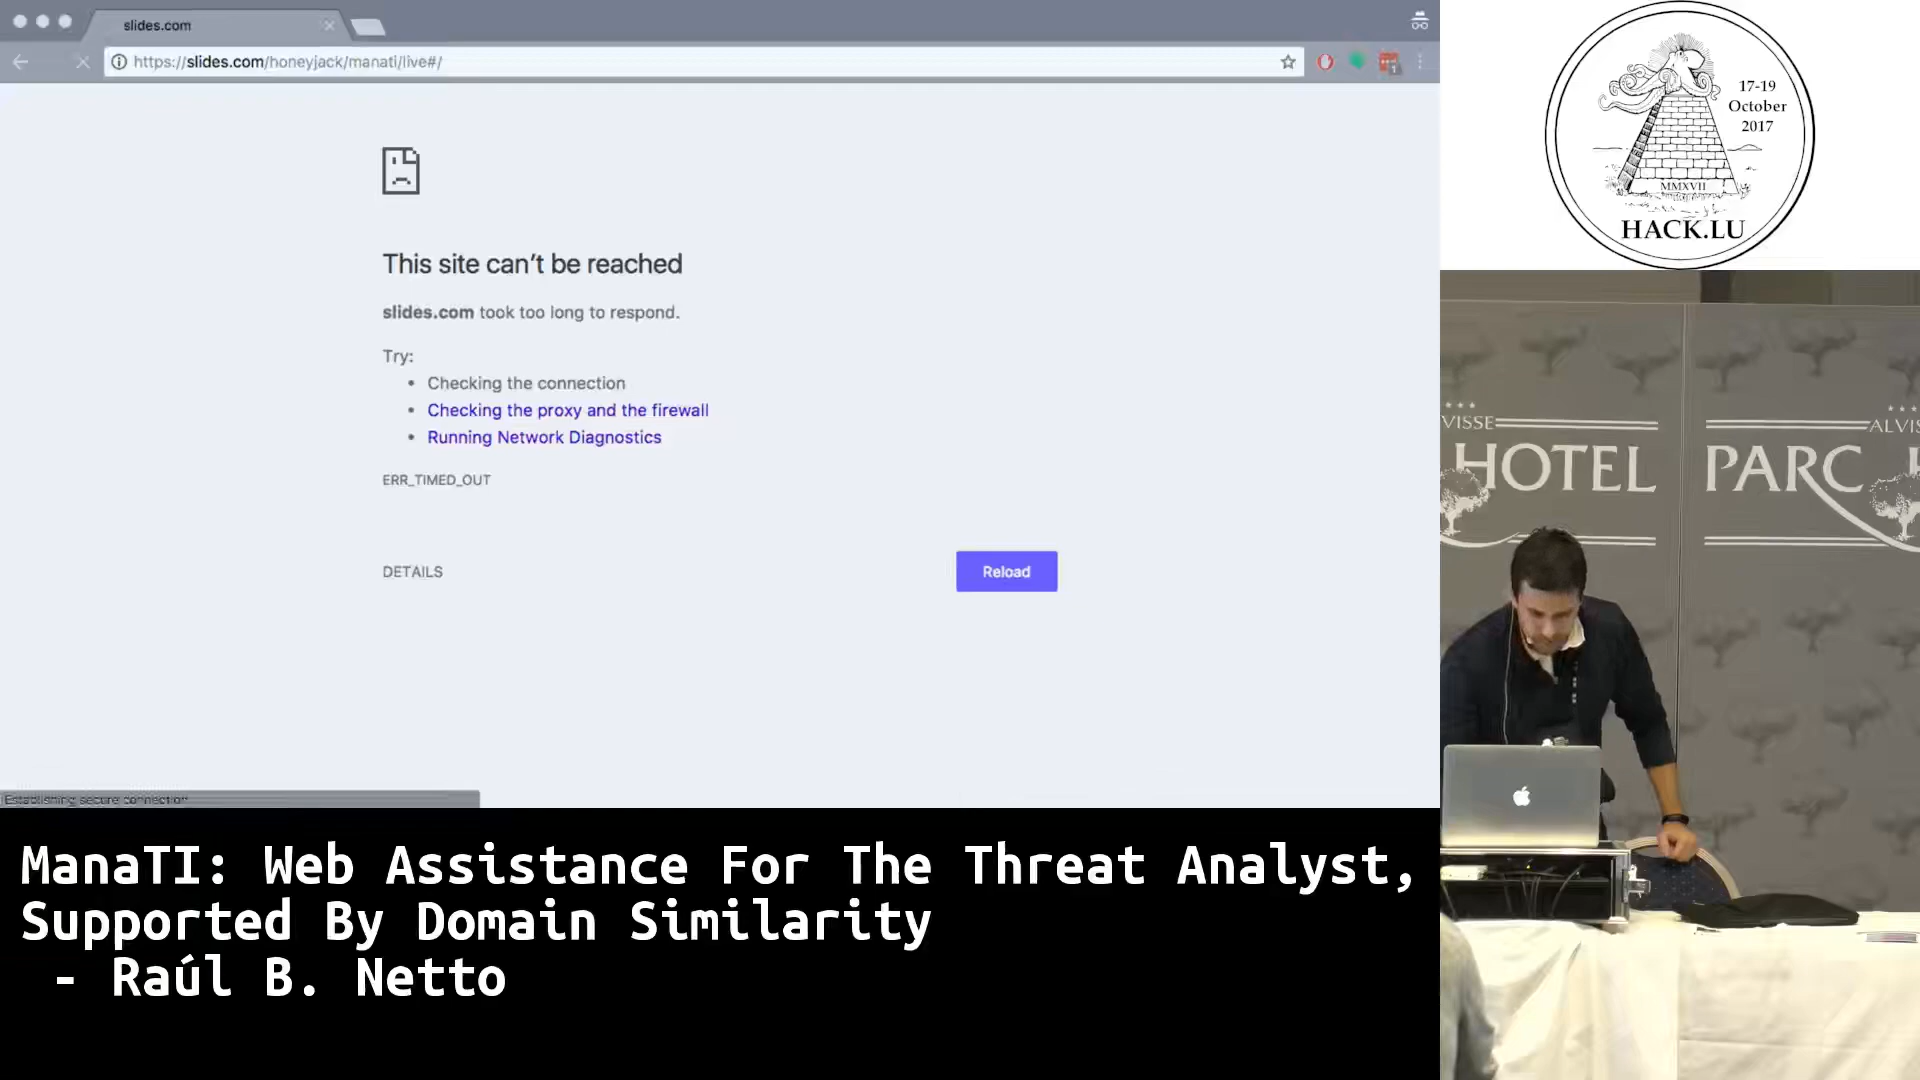 slides.com
https://slides.com/honeyjack/manati/live#/
This site can't be reached
slides.com took too long to respond.
Try:
• Checking the connection
• Checking the proxy and the firewall
• Running Network Diagnostics
ERR_TIMED_OUT
DETAILS
Reload
Establishing secure connection
ManaTI: Web Assistance For The Threat Analyst,
Supported By Domain Similarity
- Raúl B. Netto
17-19
October
2017
MMXVII
HACK.LU
VISSE
HOTEL
ALVIS
PARC